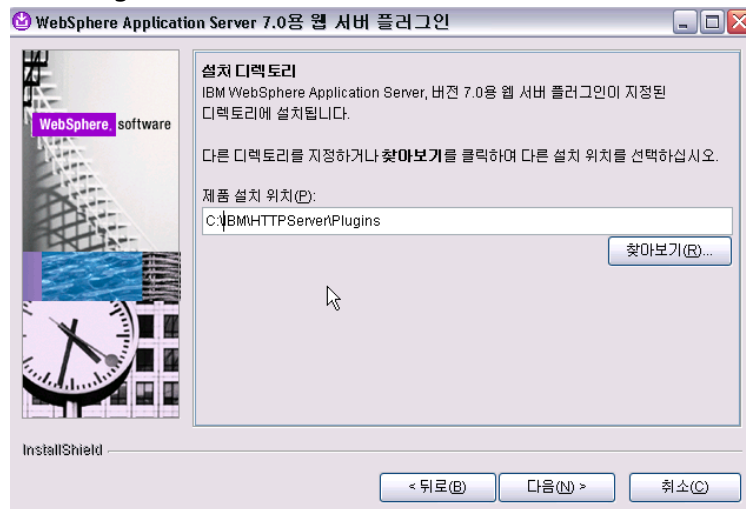 WebSphere Application Server 7.0용 웹 서버 플러그인
WebSphere. software
설치 디렉토리
IBM WebSphere Application Server, 버전 7.0용 웹 서버 플러그인이 지정된
디렉토리에 설치됩니다.
다른 디렉토리를 지정하거나 찾아보기를 클릭하여 다른 설치 위치를 선택하십시오.
제품 설치 위치(P):
C:\IBM\HTTPServer\Plugins
찾아보기(R)...
InstallShield
< 뒤로(B)
다음(N) >
취소(C)